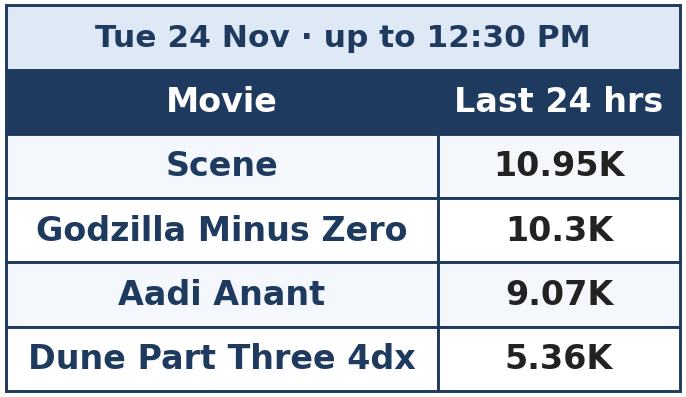 Tue 24 Nov · up to 12:30 PM
Movie Last 24 hrs
Scene 10.95K
Godzilla Minus Zero 10.3K
Aadi Anant 9.07K
Dune Part Three 4dx 5.36K